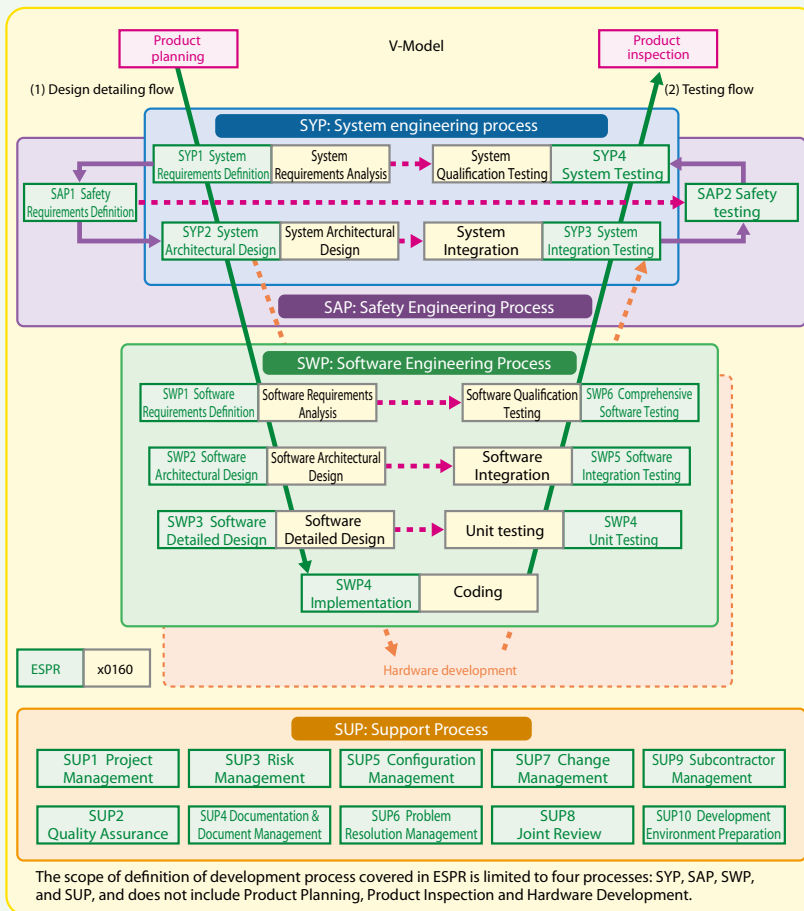 Product
planning
V-Model
Product
inspection
(1) Design detailing flow
(2) Testing flow
SYP: System engineering process
SYP1 System
Requirements Definition
System
Requirements Analysis
System
Qualification Testing
SYP4
System Testing
SAP1 Safety
Requirements Definition
SAP2 Safety
testing
SYP2 System
Architectural Design
System Architectural
Design
System
Integration
SYP3 System
Integration Testing
SAP: Safety Engineering Process
SWP: Software Engineering Process
SWP1 Software
Requirements Definition
Software Requirements
Analysis
Software Qualification
Testing
SWP6 Comprehensive
Software Testing
SWP2 Software
Architectural Design
Software Architectural
Design
Software
Integration
SWP5 Software
Integration Testing
SWP3 Software
Detailed Design
Software
Detailed Design
Unit testing
SWP4
Unit Testing
SWP4
Implementation
Coding
Hardware development
ESPR
x0160
SUP: Support Process
SUP1 Project
Management
SUP3 Risk
Management
SUP5 Configuration
Management
SUP7 Change
Management
SUP9 Subcontractor
Management
SUP2
Quality Assurance
SUP4 Documentation &
Document Management
SUP6 Problem
Resolution Management
SUP8
Joint Review
SUP10 Development
Environment Preparation
The scope of definition of development process covered in ESPR is limited to four processes: SYP, SAP, SWP,
and SUP, and does not include Product Planning, Product Inspection and Hardware Development.